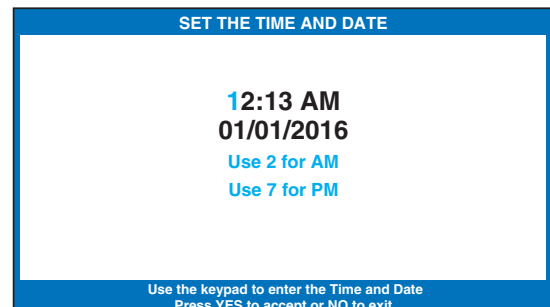 SET THE TIME AND DATE
12:13 AM
01/01/2016
Use 2 for AM
Use 7 for PM
Use the keypad to enter the Time and Date
Press YES to accept or NO to exit